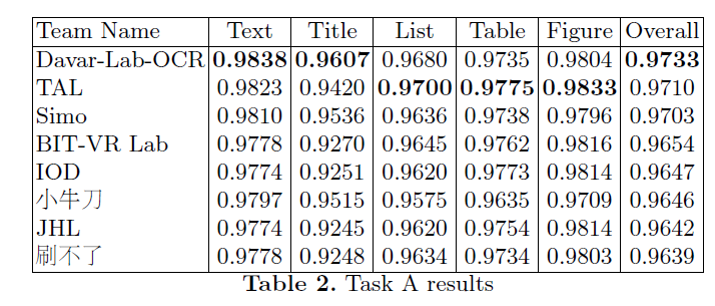 Team Name Text Title List Table Figure Overall
Davar-Lab-OCR 0.9838 0.9607 0.9680 0.9735 0.9804 0.9733
TAL 0.9823 0.9420 0.9700 0.9775 0.9833 0.9710
Simo 0.9810 0.9536 0.9636 0.9738 0.9796 0.9703
BIT-VR Lab 0.9778 0.9270 0.9645 0.9762 0.9816 0.9654
IOD 0.9774 0.9251 0.9620 0.9773 0.9814 0.9647
小牛刀 0.9797 0.9515 0.9575 0.9635 0.9709 0.9646
JHL 0.9774 0.9245 0.9620 0.9754 0.9814 0.9642
刷不了 0.9778 0.9248 0.9634 0.9734 0.9803 0.9639
Table 2. Task A results